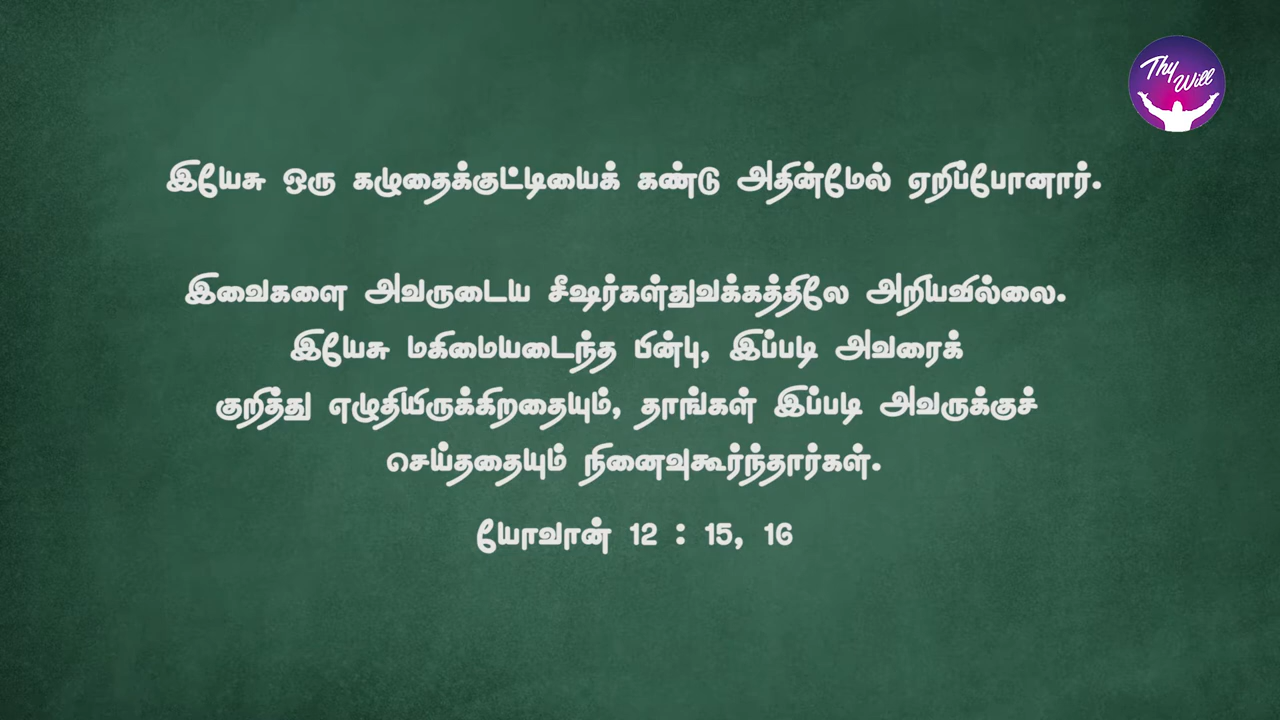 Thy
Will
இயேசு ஒரு கழுதைக்குட்டியைக் கண்டு அதின்மேல் ஏறிப்போனார்.
இவைகளை அவருடைய சீஷர்கள்துவக்கத்திலே அறியவில்லை.
இயேசு மகிமையடைந்த பின்பு, இப்படி அவரைக்
குறித்து எழுதியிருக்கிறதையும், தாங்கள் இப்படி அவருக்குச்
செய்ததையும் நினைவுகூர்ந்தார்கள்.
யோவான் 12 : 15, 16